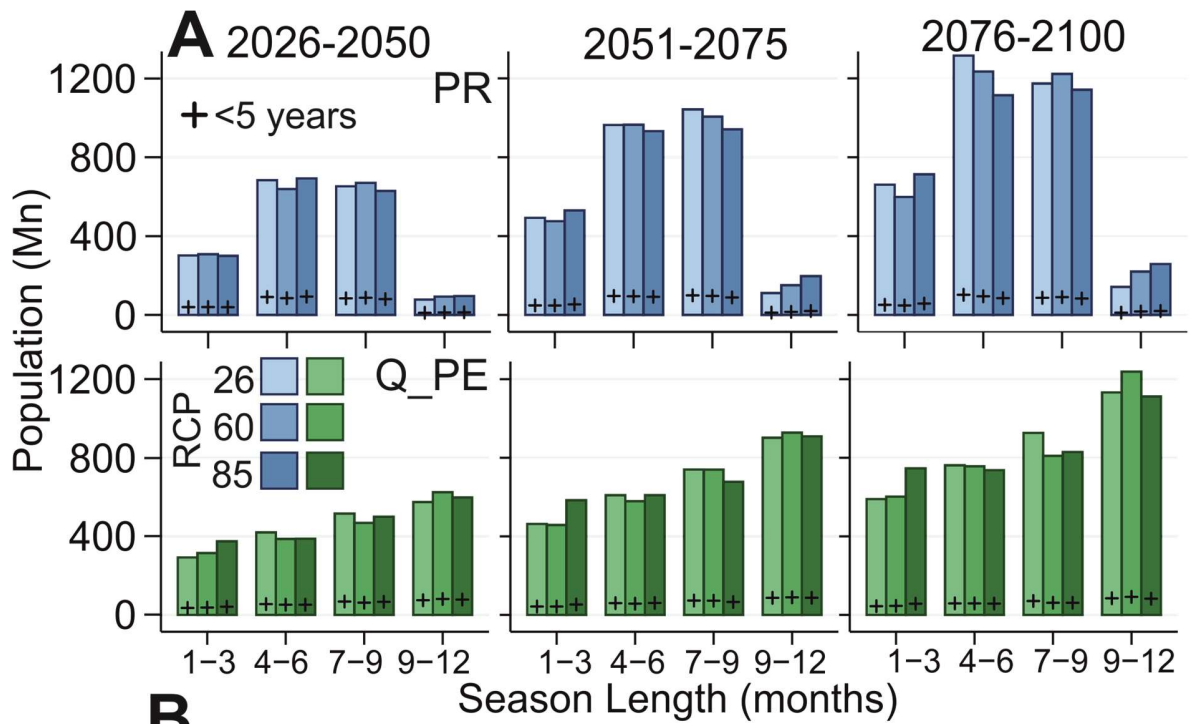 A 2026-2050 2051-2075 2076-2100
PR
+ <5 years
Population (Mn)
1200
800
400
0
Q_PE
RCP
26
60
85
Population (Mn)
1200
800
400
0
1−3 4−6 7−9 9−12 1−3 4−6 7−9 9−12 1−3 4−6 7−9 9−12
Season Length (months)
B